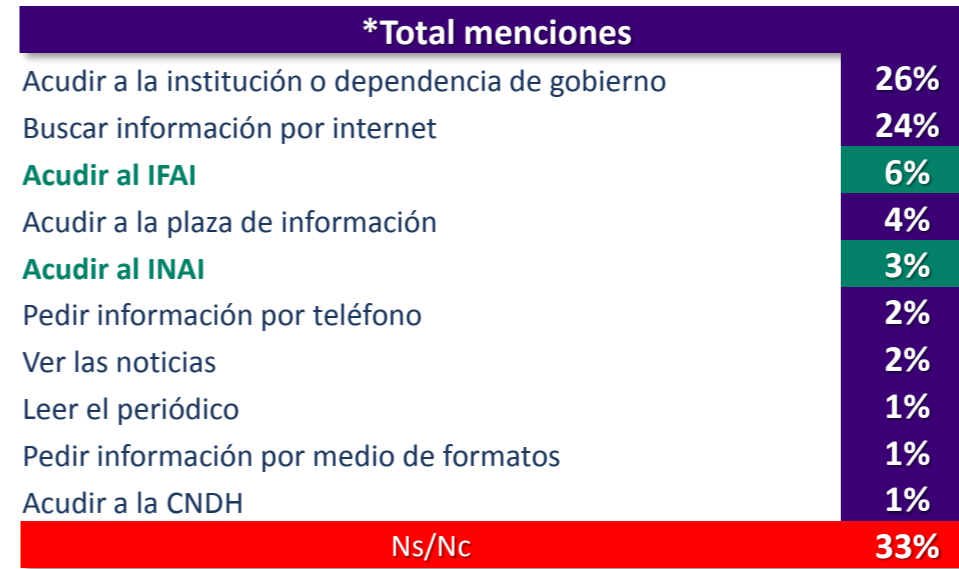 *Total menciones
Acudir a la institución o dependencia de gobierno 26%
Buscar información por internet 24%
Acudir al IFAI 6%
Acudir a la plaza de información 4%
Acudir al INAI 3%
Pedir información por teléfono 2%
Ver las noticias 2%
Leer el periódico 1%
Pedir información por medio de formatos 1%
Acudir a la CNDH 1%
Ns/Nc 33%